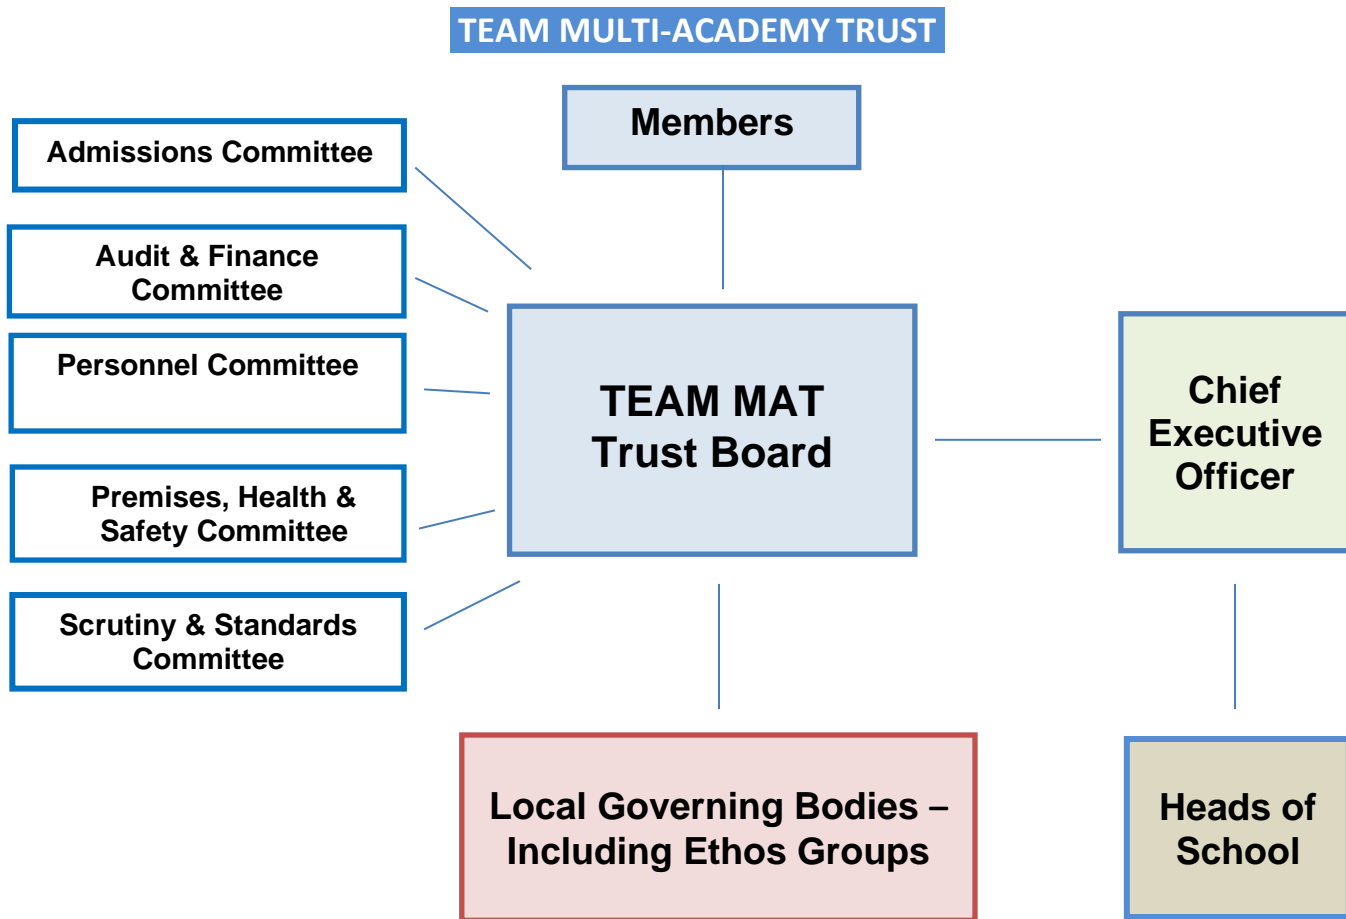 TEAM MULTI-ACADEMY TRUST
Members
Admissions Committee
Audit & Finance
Committee
Personnel Committee
Premises, Health &
Safety Committee
Scrutiny & Standards
Committee
TEAM MAT
Trust Board
Chief
Executive
Officer
Local Governing Bodies –
Including Ethos Groups
Heads of
School